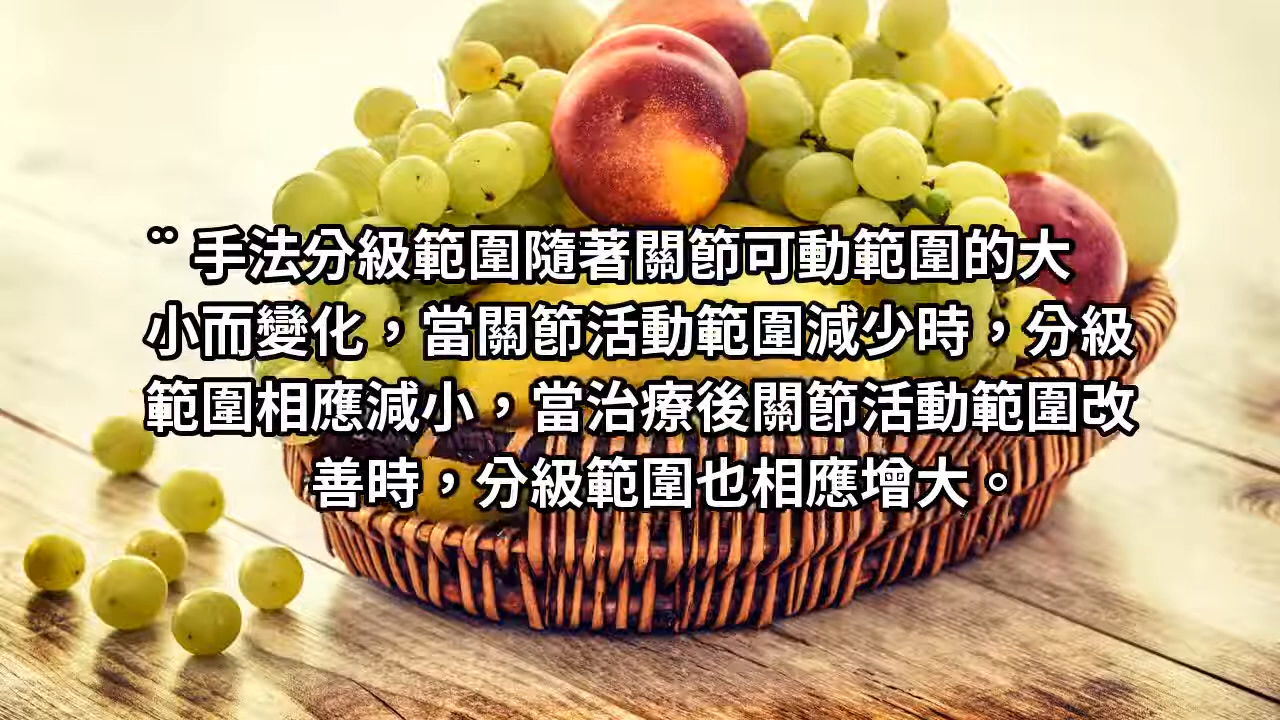 ¨ 手法分級範圍隨著關節可動範圍的大
小而變化，當關節活動範圍減少時，分級
範圍相應減小，當治療後關節活動範圍改
善時，分級範圍也相應增大。